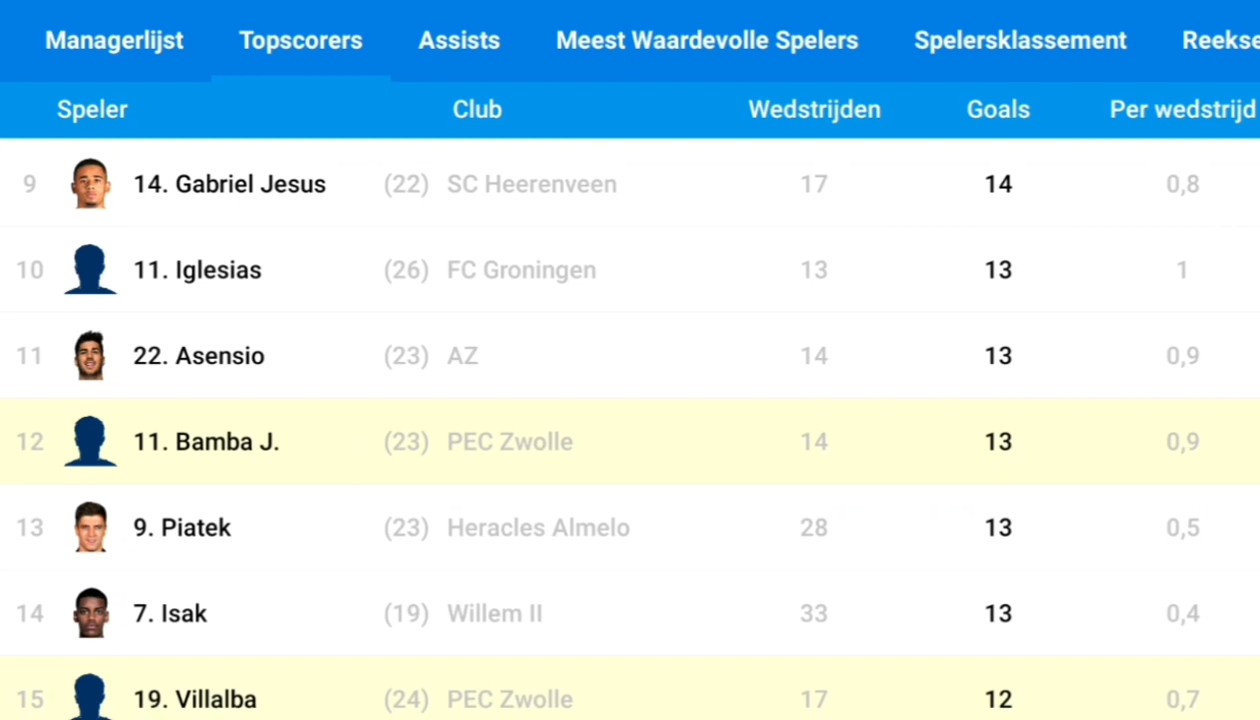 Managerlijst Topscorers Assists Meest Waardevolle Spelers Spelersklassement Reekse
Speler Club Wedstrijden Goals Per wedstrijd
9 14. Gabriel Jesus (22) SC Heerenveen 17 14 0,8
10 11. Iglesias (26) FC Groningen 13 13 1
11 22. Asensio (23) AZ 14 13 0,9
12 11. Bamba J. (23) PEC Zwolle 14 13 0,9
13 9. Piatek (23) Heracles Almelo 28 13 0,5
14 7. Isak (19) Willem II 33 13 0,4
15 19. Villalba (24) PEC Zwolle 17 12 0,7